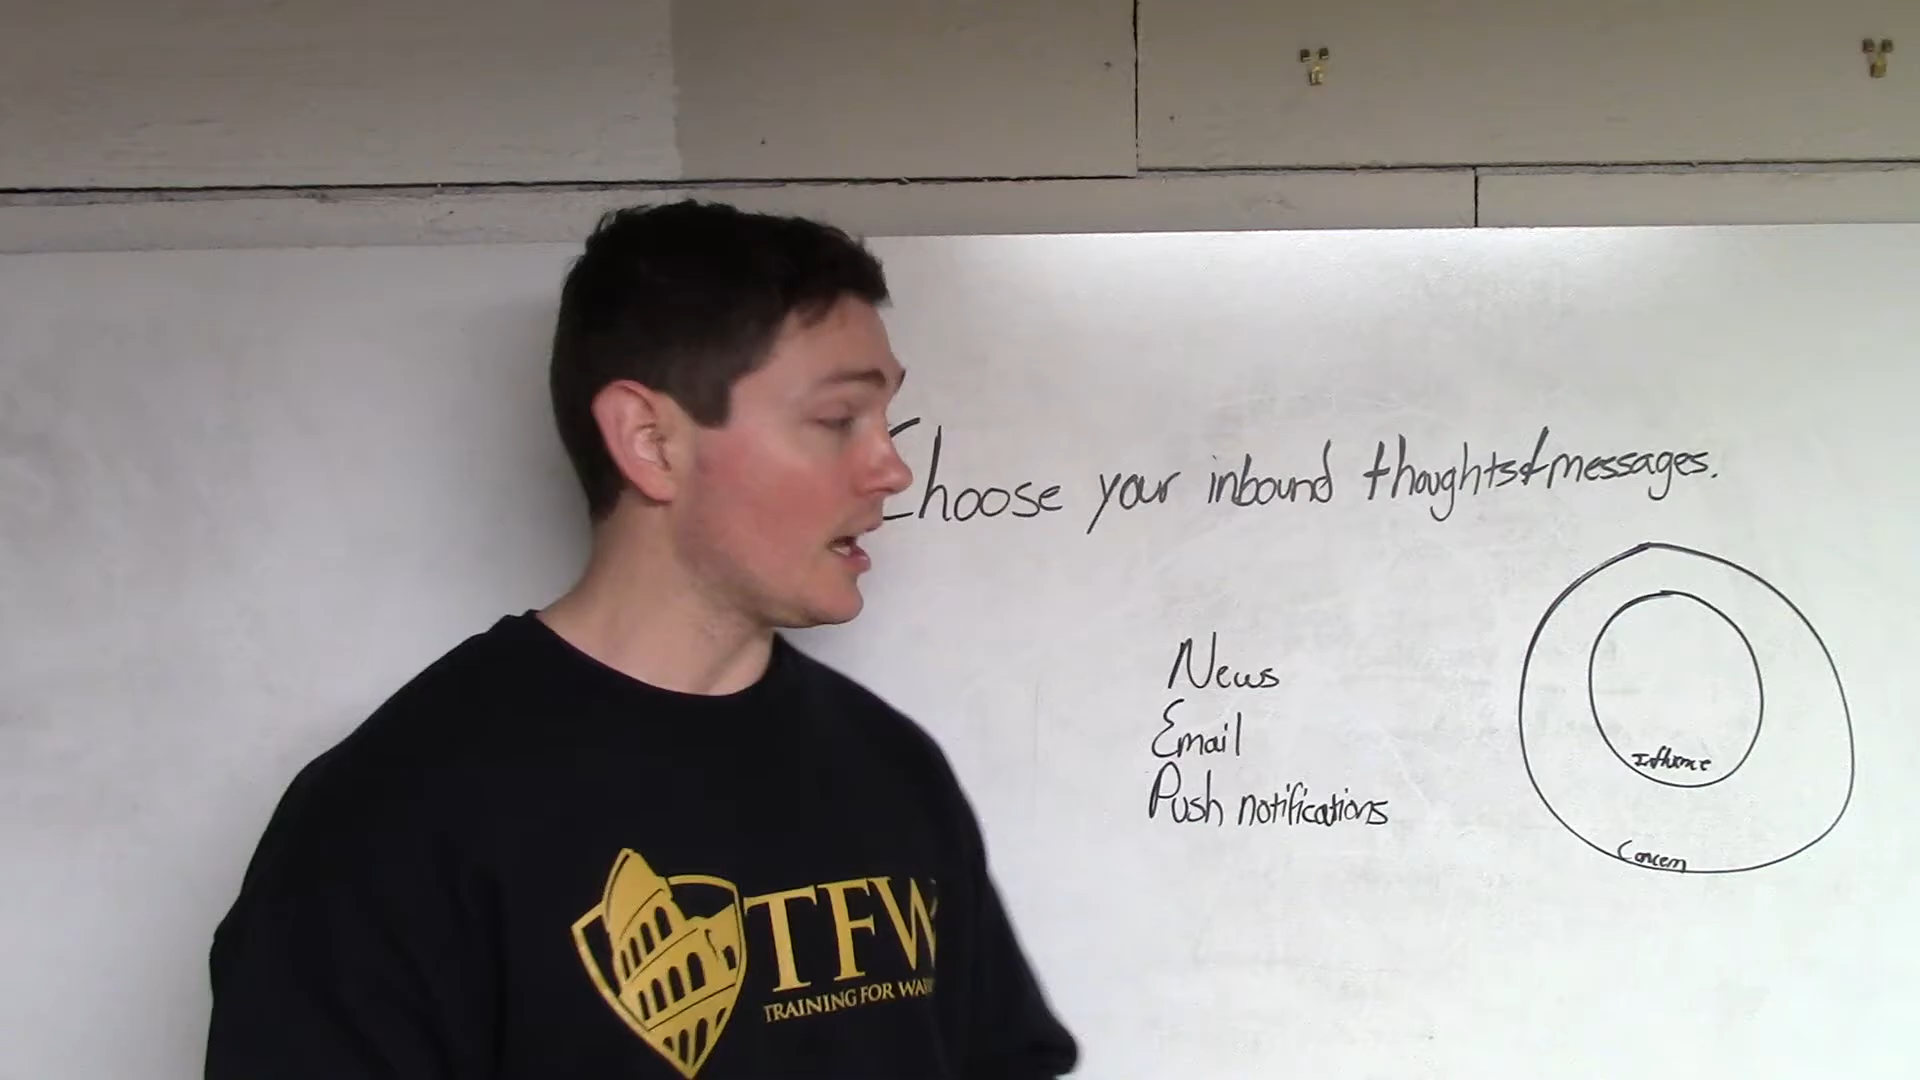 Choose your inbound thoughts & messages.
News
Email
Push notifications
Influence
Concern
TFW
TRAINING FOR WAR